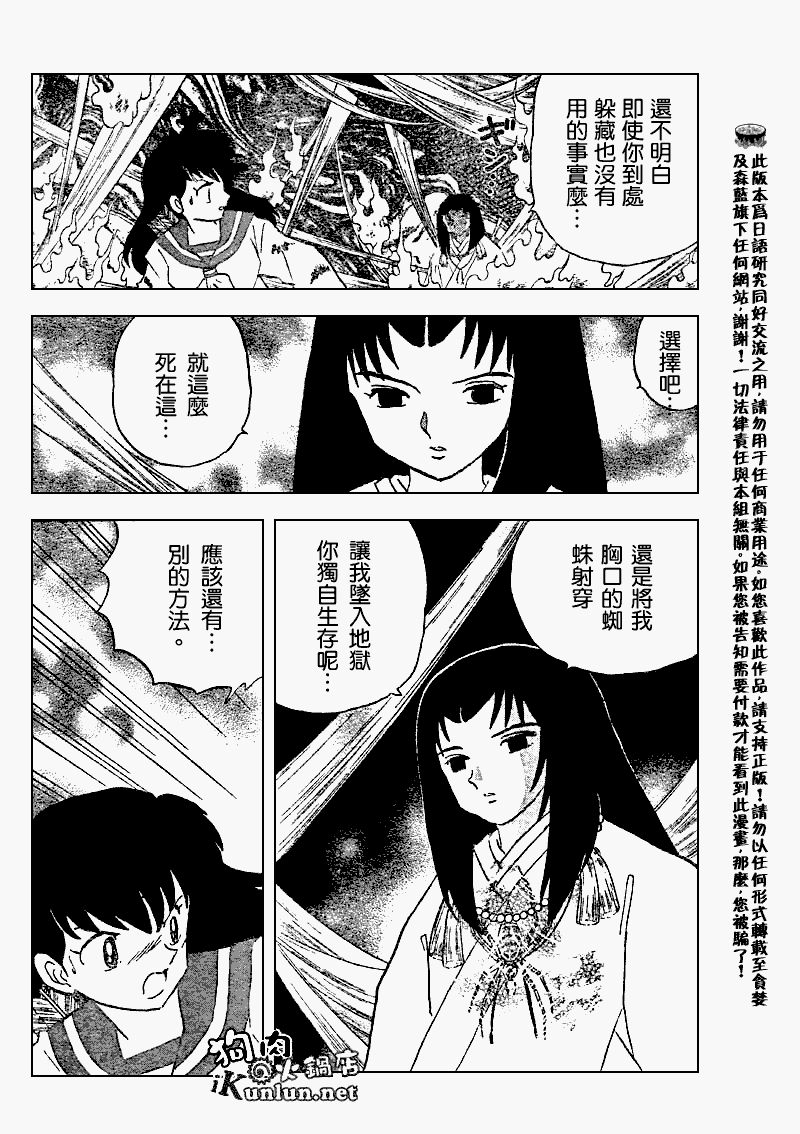 還不明白
即使你到處
躲藏也沒有
用的事實麼…
ギシ…
選擇吧…
就這麼
死在這…
還是將我
胸口的蜘
蛛射穿
讓我墜入地獄
你獨自生存呢…
應該還有…
別的方法。
此版本爲日語研究同好交流之用，請勿用于任何商業用途。如您喜歡此作品，請支持正版！請勿以任何形式轉載至貪婪
及森藍旗下任何網站，謝謝！一切法律責任與本組無關。如果您被告知需要付款才能看到此漫畫，那麼，您被騙了！
狗肉火鍋店
iKunlun.net